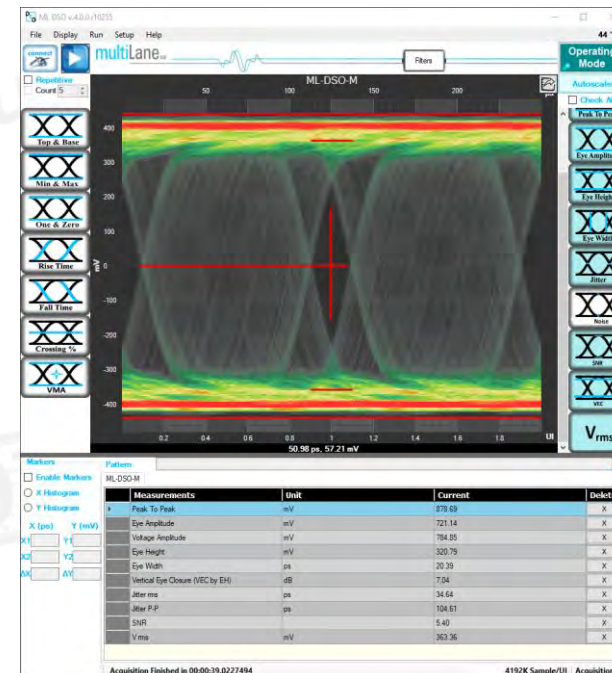 ML DSO v.4.0.0./10235
File Display Run Setup Help
44 °
connect
multiLane
Filters
Operating
Mode
Repetitive
Count 5
Autoscale
Check A
ML-DSO-M
50 100 150 200
Top & Base
Min & Max
One & Zero
Rise Time
Fall Time
Crossing %
VMA
400
300
200
100
0
-100
-200
-300
-400
mV
0.2 0.4 0.6 0.8 1 1.2 1.4 1.6 1.8 UI
50.98 ps, 57.21 mV
Peak To Pea
Eye Amplitu
Eye Heigh
Eye Widt
Jitter
Noise
SNR
VEC
Vrms
Markers
Enable Markers
X Histogram
Y Histogram
X (ps) Y (mV)
X1 Y1
X2 Y2
ΔX ΔY
Pattern
ML-DSO-M
Measurements Unit Current Delet
Peak To Peak mV 878.69 X
Eye Amplitude mV 721.14 X
Voltage Amplitude mV 784.85 X
Eye Height mV 320.79 X
Eye Width ps 20.39 X
Vertical Eye Closure (VEC by EH) dB 7.04 X
Jitter rms ps 34.64 X
Jitter P-P ps 104.61 X
SNR 5.40 X
V rms mV 363.36 X
Acquisition Finished in 00:00:39.0227494
4192K Sample/UI Acquisition